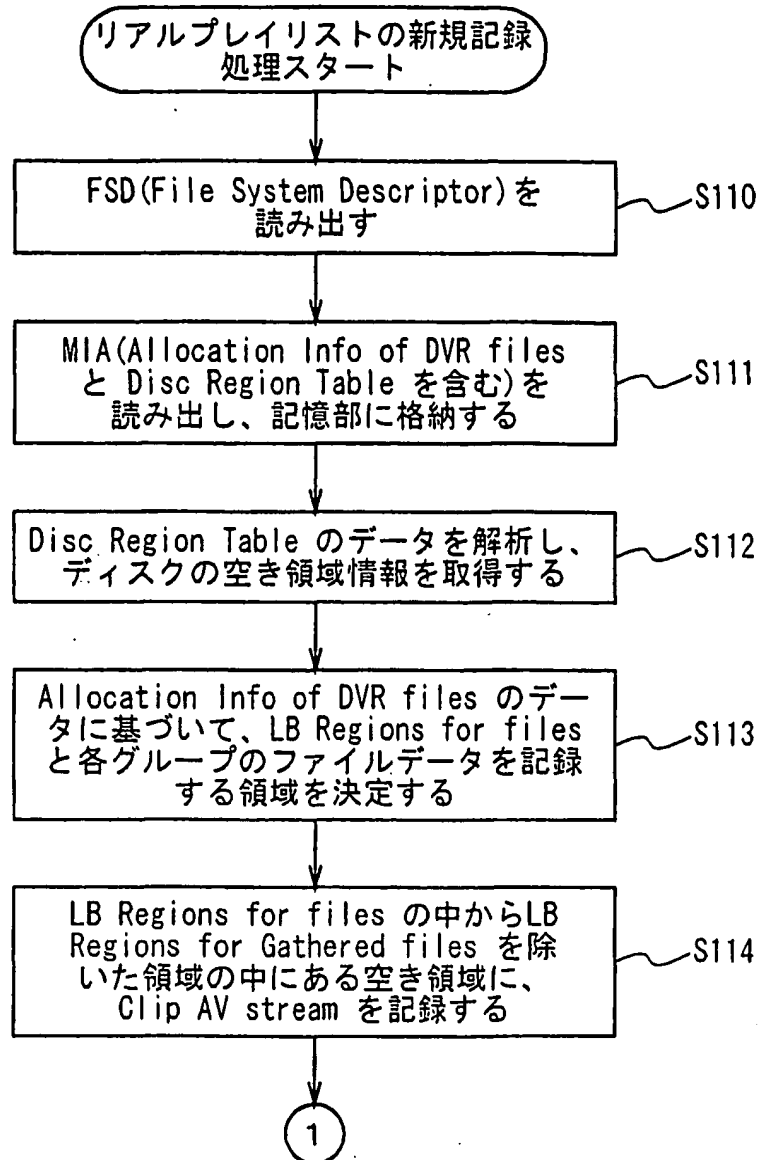 リアルプレイリストの新規記録
処理スタート
FSD(File System Descriptor)を
読み出す
S110
MIA(Allocation Info of DVR files
と Disc Region Table を含む)を
読み出し、記憶部に格納する
S111
Disc Region Table のデータを解析し、
ディスクの空き領域情報を取得する
S112
Allocation Info of DVR files のデー
タに基づいて、LB Regions for files
と各グループのファイルデータを記録
する領域を決定する
S113
LB Regions for files の中からLB
Regions for Gathered files を除
いた領域の中にある空き領域に、
Clip AV stream を記録する
S114
1